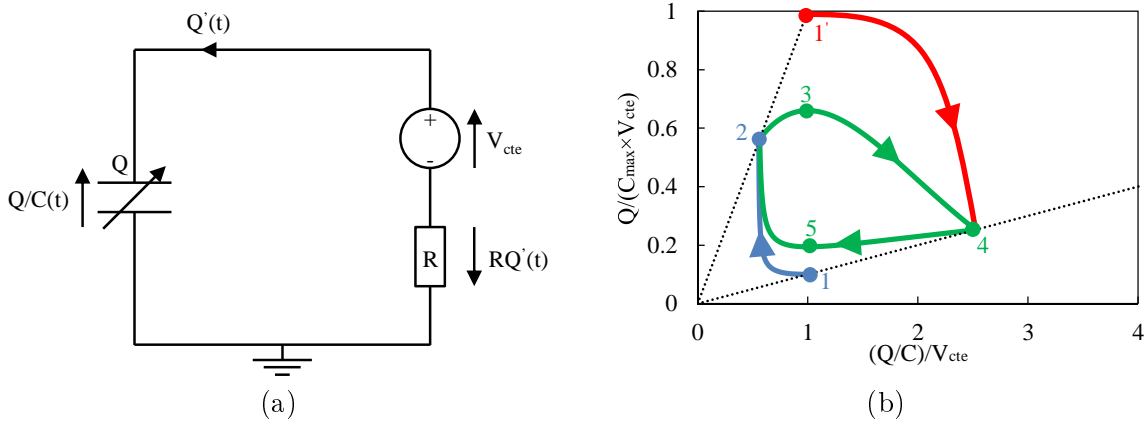 Q'(t)
+
-
V_cte
Q
Q/C(t)
R
RQ'(t)
(a)
1
0.8
0.6
0.4
0.2
0
Q/(C_max×V_cte)
1'
3
2
5
4
1
0 1 2 3 4
(Q/C)/V_cte
(b)